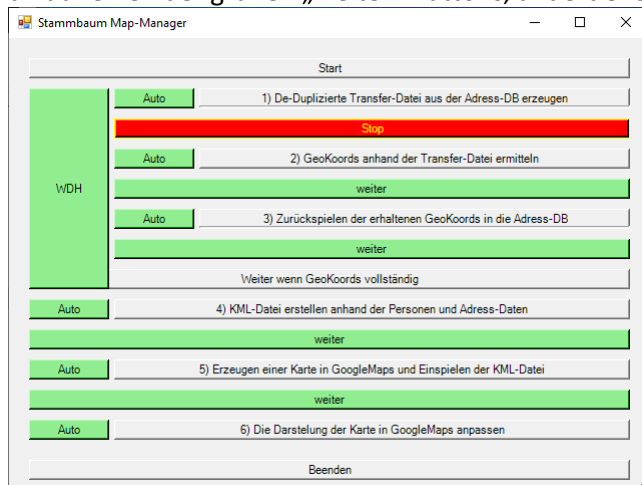 Stammbaum Map-Manager
Start
WDH
Auto
1) De-Duplizierte Transfer-Datei aus der Adress-DB erzeugen
Stop
Auto
2) GeoKoords anhand der Transfer-Datei ermitteln
weiter
Auto
3) Zurückspielen der erhaltenen GeoKoords in die Adress-DB
weiter
Weiter wenn GeoKoords vollständig
Auto
4) KML-Datei erstellen anhand der Personen und Adress-Daten
weiter
Auto
5) Erzeugen einer Karte in GoogleMaps und Einspielen der KML-Datei
weiter
Auto
6) Die Darstelung der Karte in GoogleMaps anpassen
Beenden